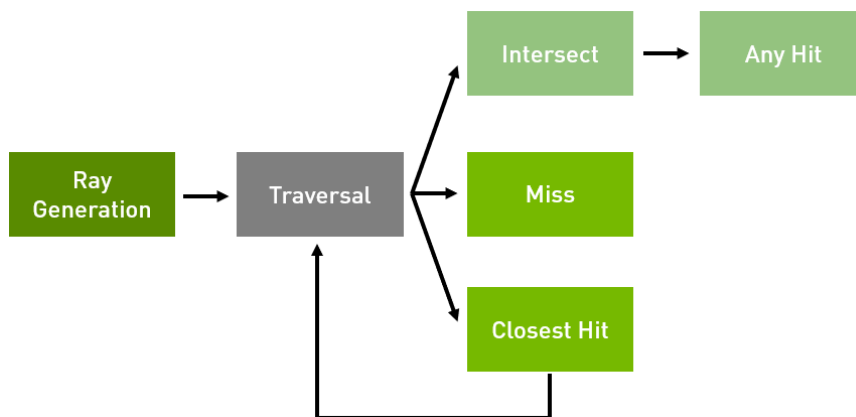 Intersect
Any Hit
Ray
Generation
Traversal
Miss
Closest Hit